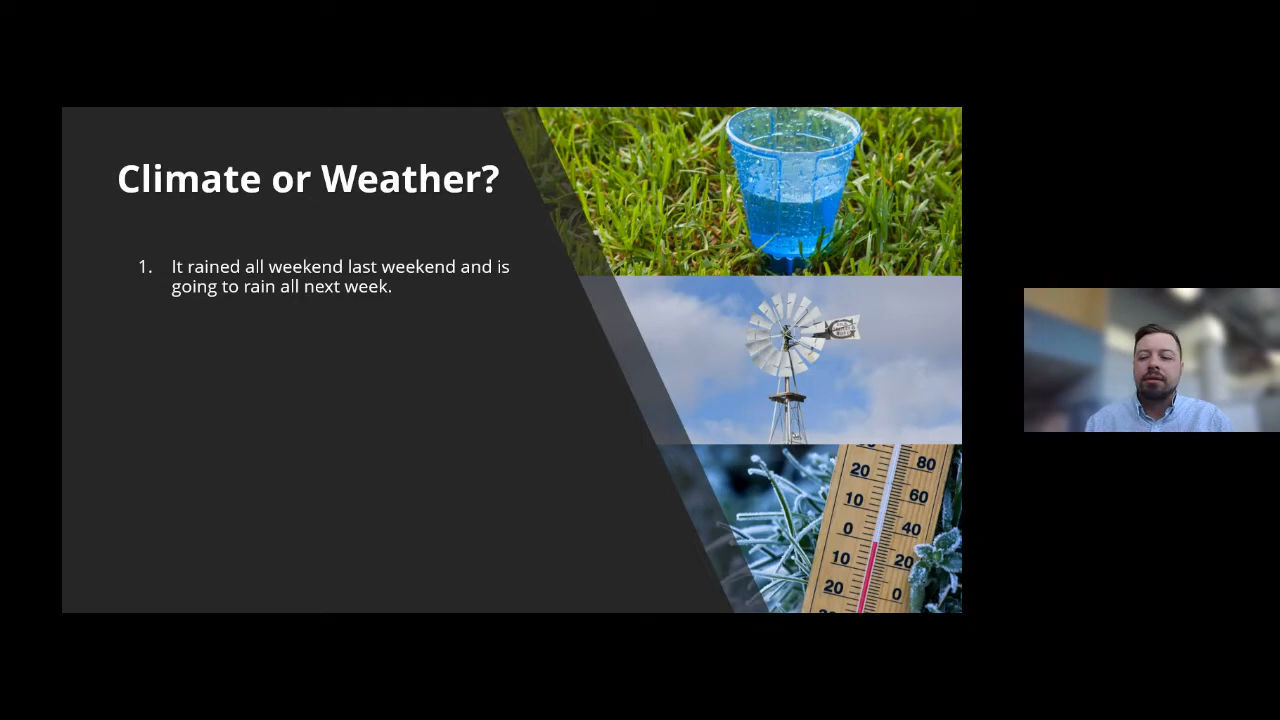 Climate or Weather?
1. It rained all weekend last weekend and is
going to rain all next week.
20 80
10 60
0 40
10 20
20 0